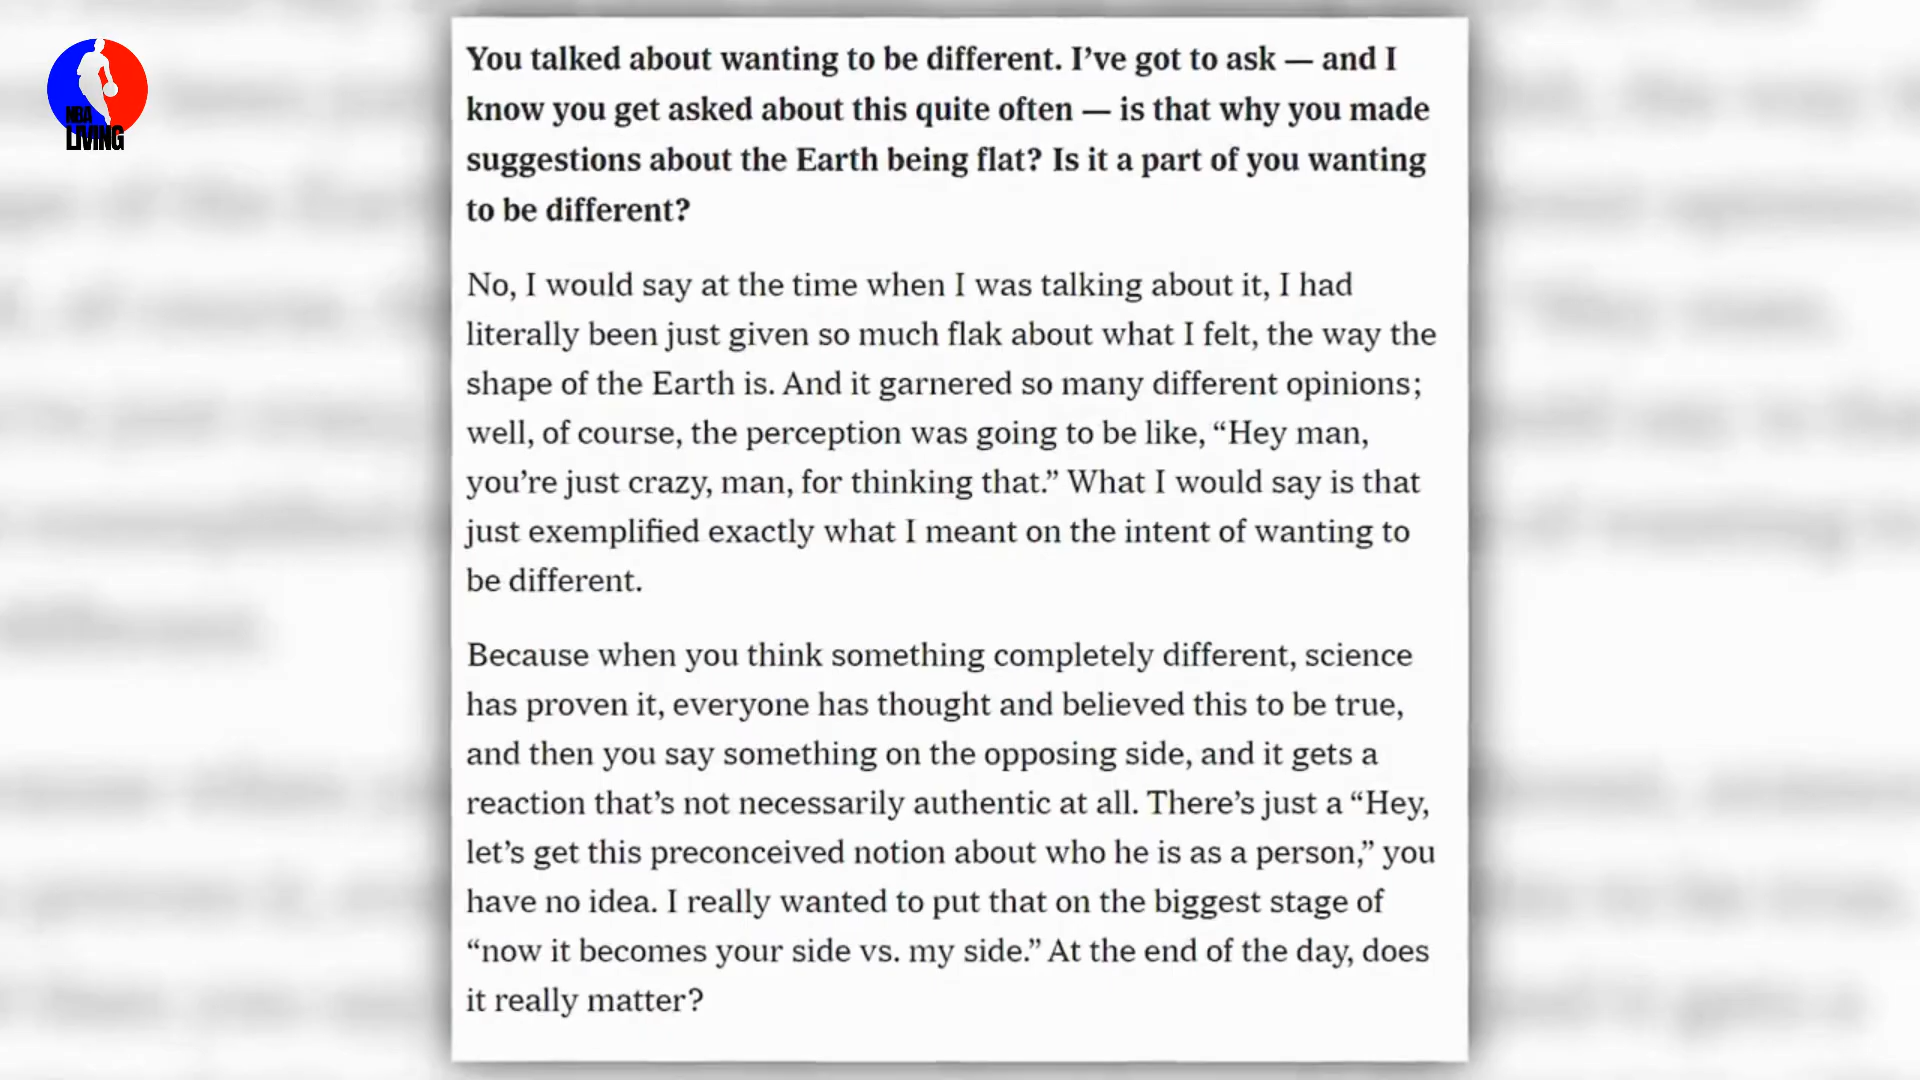 NBA
LIVING
You talked about wanting to be different. I’ve got to ask — and I
know you get asked about this quite often — is that why you made
suggestions about the Earth being flat? Is it a part of you wanting
to be different?
No, I would say at the time when I was talking about it, I had
literally been just given so much flak about what I felt, the way the
shape of the Earth is. And it garnered so many different opinions;
well, of course, the perception was going to be like, “Hey man,
you’re just crazy, man, for thinking that.” What I would say is that
just exemplified exactly what I meant on the intent of wanting to
be different.
Because when you think something completely different, science
has proven it, everyone has thought and believed this to be true,
and then you say something on the opposing side, and it gets a
reaction that’s not necessarily authentic at all. There’s just a “Hey,
let’s get this preconceived notion about who he is as a person,” you
have no idea. I really wanted to put that on the biggest stage of
“now it becomes your side vs. my side.” At the end of the day, does
it really matter?